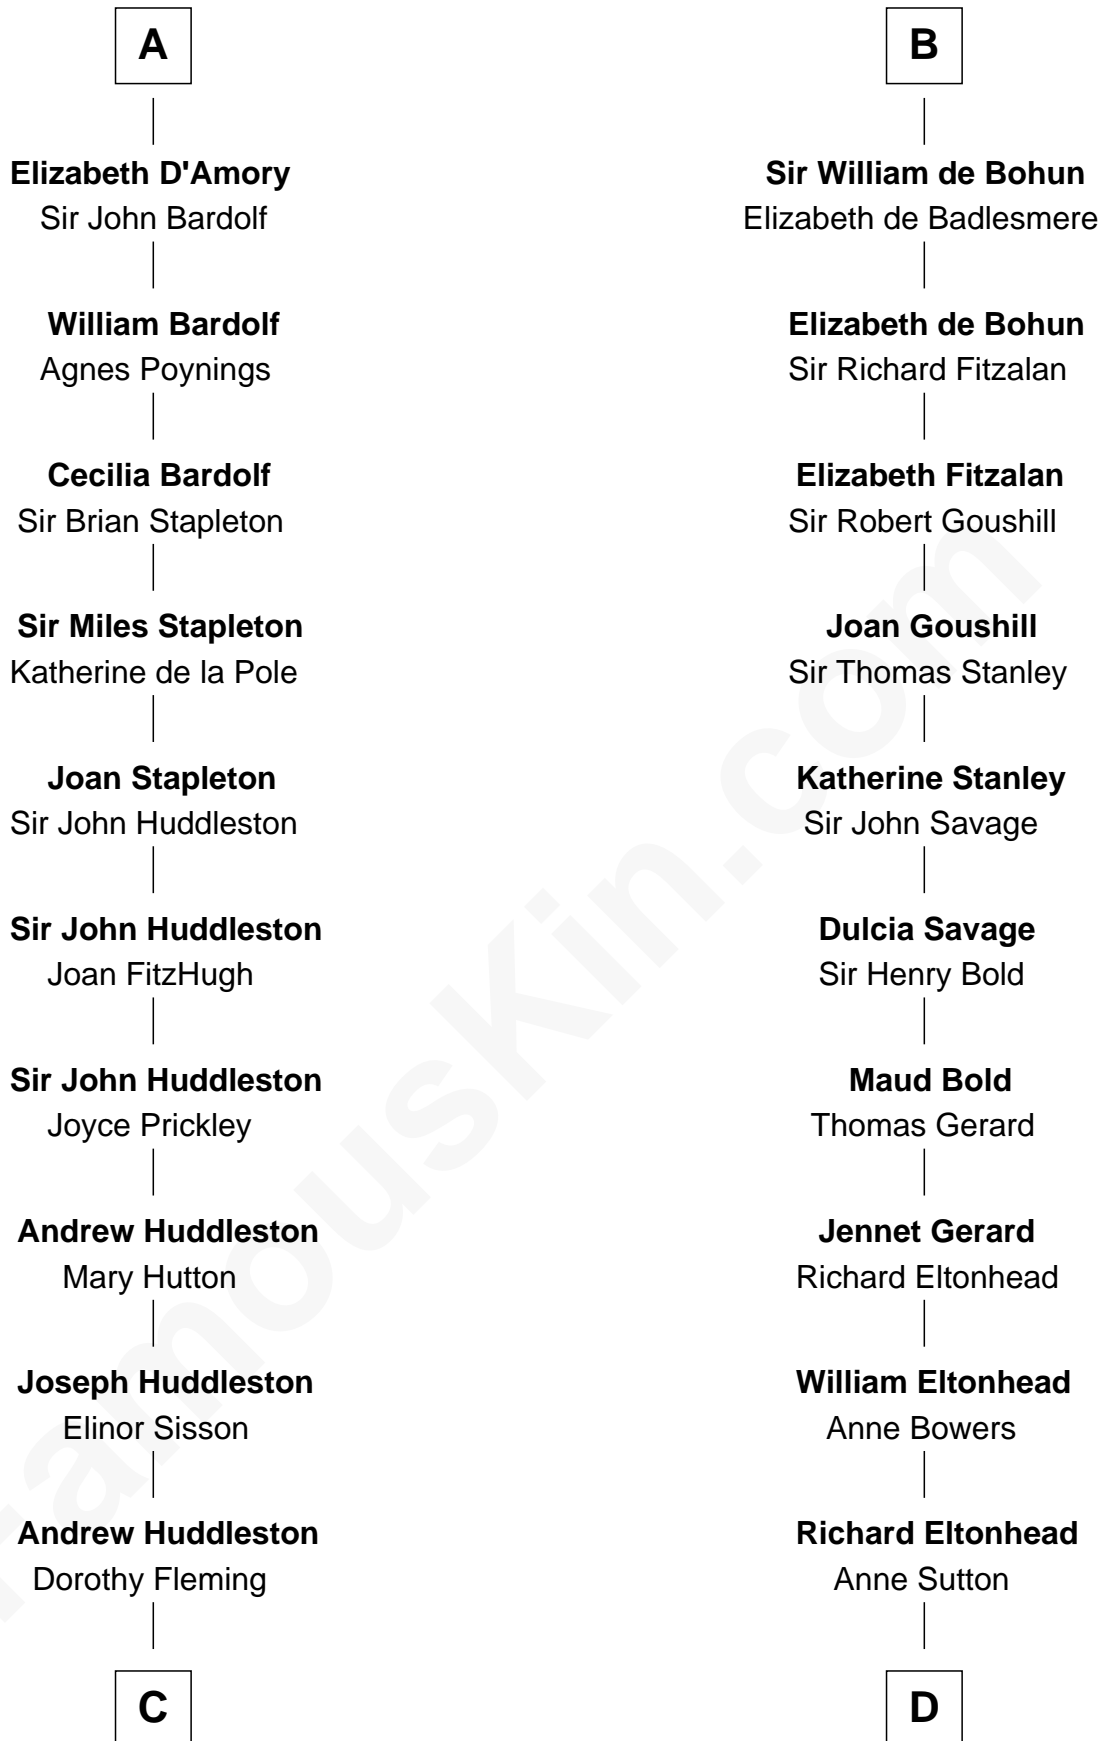 A
Elizabeth D'Amory
Sir John Bardolf
William Bardolf
Agnes Poynings
Cecilia Bardolf
Sir Brian Stapleton
Sir Miles Stapleton
Katherine de la Pole
Joan Stapleton
Sir John Huddleston
Sir John Huddleston
Joan FitzHugh
Sir John Huddleston
Joyce Prickley
Andrew Huddleston
Mary Hutton
Joseph Huddleston
Elinor Sisson
Andrew Huddleston
Dorothy Fleming
C
B
Sir William de Bohun
Elizabeth de Badlesmere
Elizabeth de Bohun
Sir Richard Fitzalan
Elizabeth Fitzalan
Sir Robert Goushill
Joan Goushill
Sir Thomas Stanley
Katherine Stanley
Sir John Savage
Dulcia Savage
Sir Henry Bold
Maud Bold
Thomas Gerard
Jennet Gerard
Richard Eltonhead
William Eltonhead
Anne Bowers
Richard Eltonhead
Anne Sutton
D
FamousKin.com